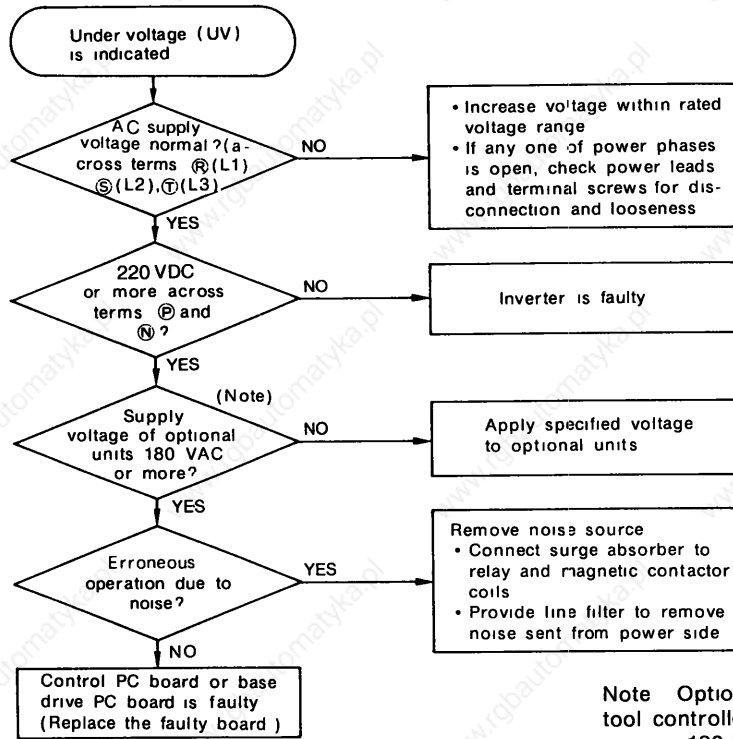 Under voltage (UV)
is indicated
AC supply
voltage normal?(a-
cross terms Ⓡ(L1)
Ⓢ(L2),Ⓣ(L3)
NO
• Increase voltage within rated
voltage range
• If any one of power phases
is open, check power leads
and terminal screws for dis-
connection and looseness
YES
220 VDC
or more across
terms Ⓟ and
Ⓝ?
NO
Inverter is faulty
YES
(Note)
Supply
voltage of optional
units 180 VAC
or more?
NO
Apply specified voltage
to optional units
YES
Erroneous
operation due to
noise?
YES
Remove noise source
• Connect surge absorber to
relay and magnetic contactor
coils
• Provide line filter to remove
noise sent from power side
NO
Control PC board or base
drive PC board is faulty
(Replace the faulty board)
Note Optio
tool controlle
www.rgbautomatyka.pl